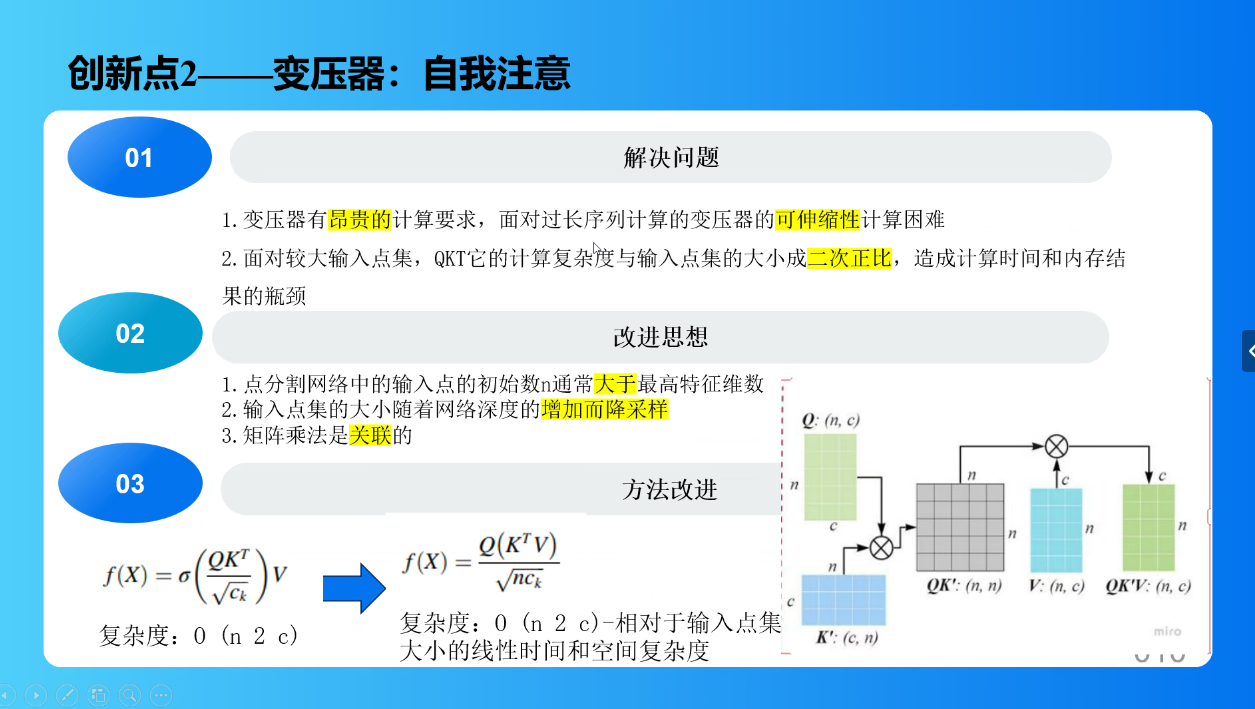 创新点2——变压器：自我注意
01
解决问题
1.变压器有昂贵的计算要求，面对过长序列计算的变压器的可伸缩性计算困难
2.面对较大输入点集，QKT它的计算复杂度与输入点集的大小成二次正比，造成计算时间和内存结
果的瓶颈
02
改进思想
1.点分割网络中的输入点的初始数n通常大于最高特征维数
2.输入点集的大小随着网络深度的增加而降采样
3.矩阵乘法是关联的
03
方法改进
f(X) = σ(QK^T/√c_k)V
复杂度：O (n 2 c)
f(X) = Q(K^T V)/√nc_k
复杂度：O (n 2 c)-相对于输入点集
大小的线性时间和空间复杂度
Q: (n, c)
n
c
n
c
K': (c, n)
n
n
QK': (n, n)
c
n
V: (n, c)
c
n
QK'V: (n, c)
miro